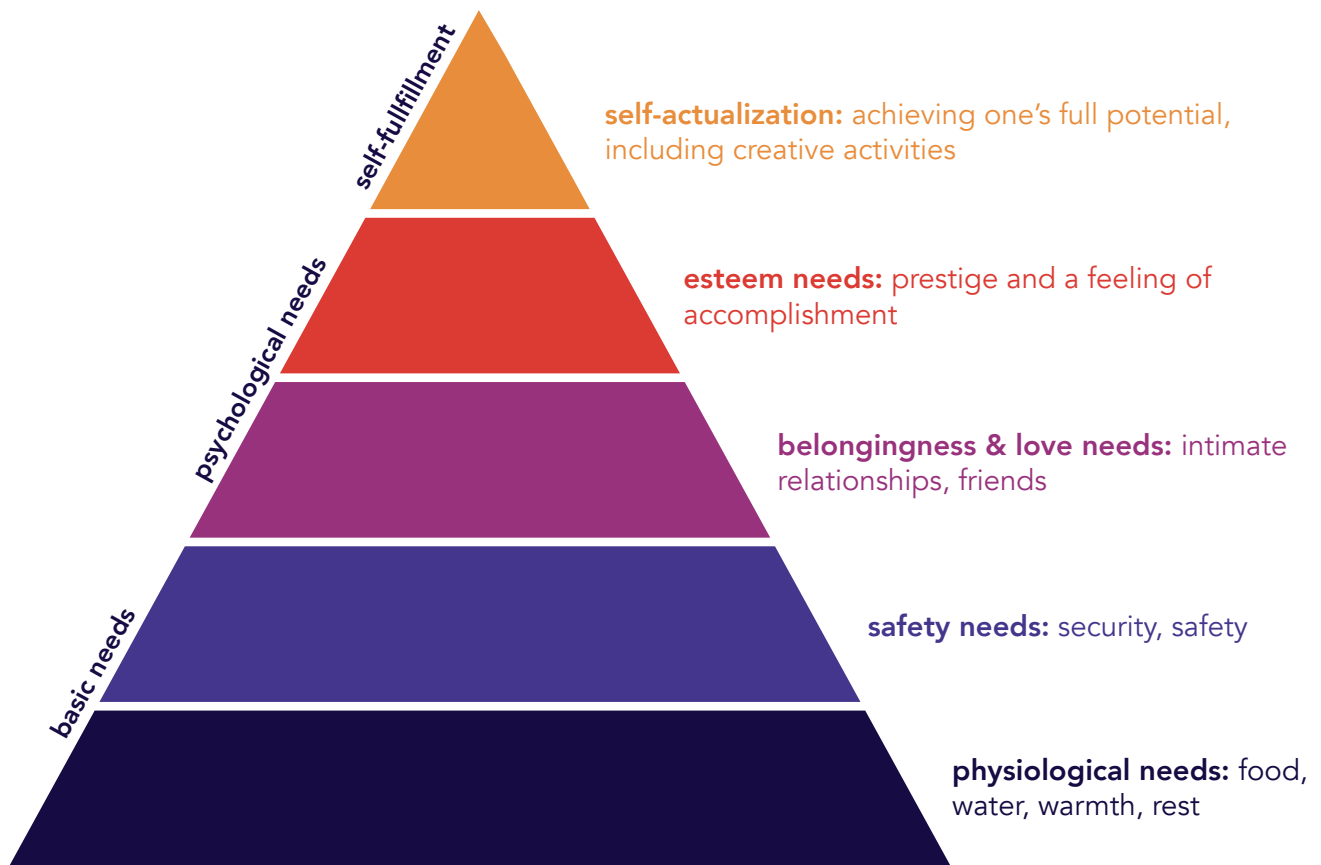 self-fullfillment
self-actualization: achieving one’s full potential,
including creative activities
psychological needs
esteem needs: prestige and a feeling of
accomplishment
belongingness & love needs: intimate
relationships, friends
basic needs
safety needs: security, safety
physiological needs: food,
water, warmth, rest